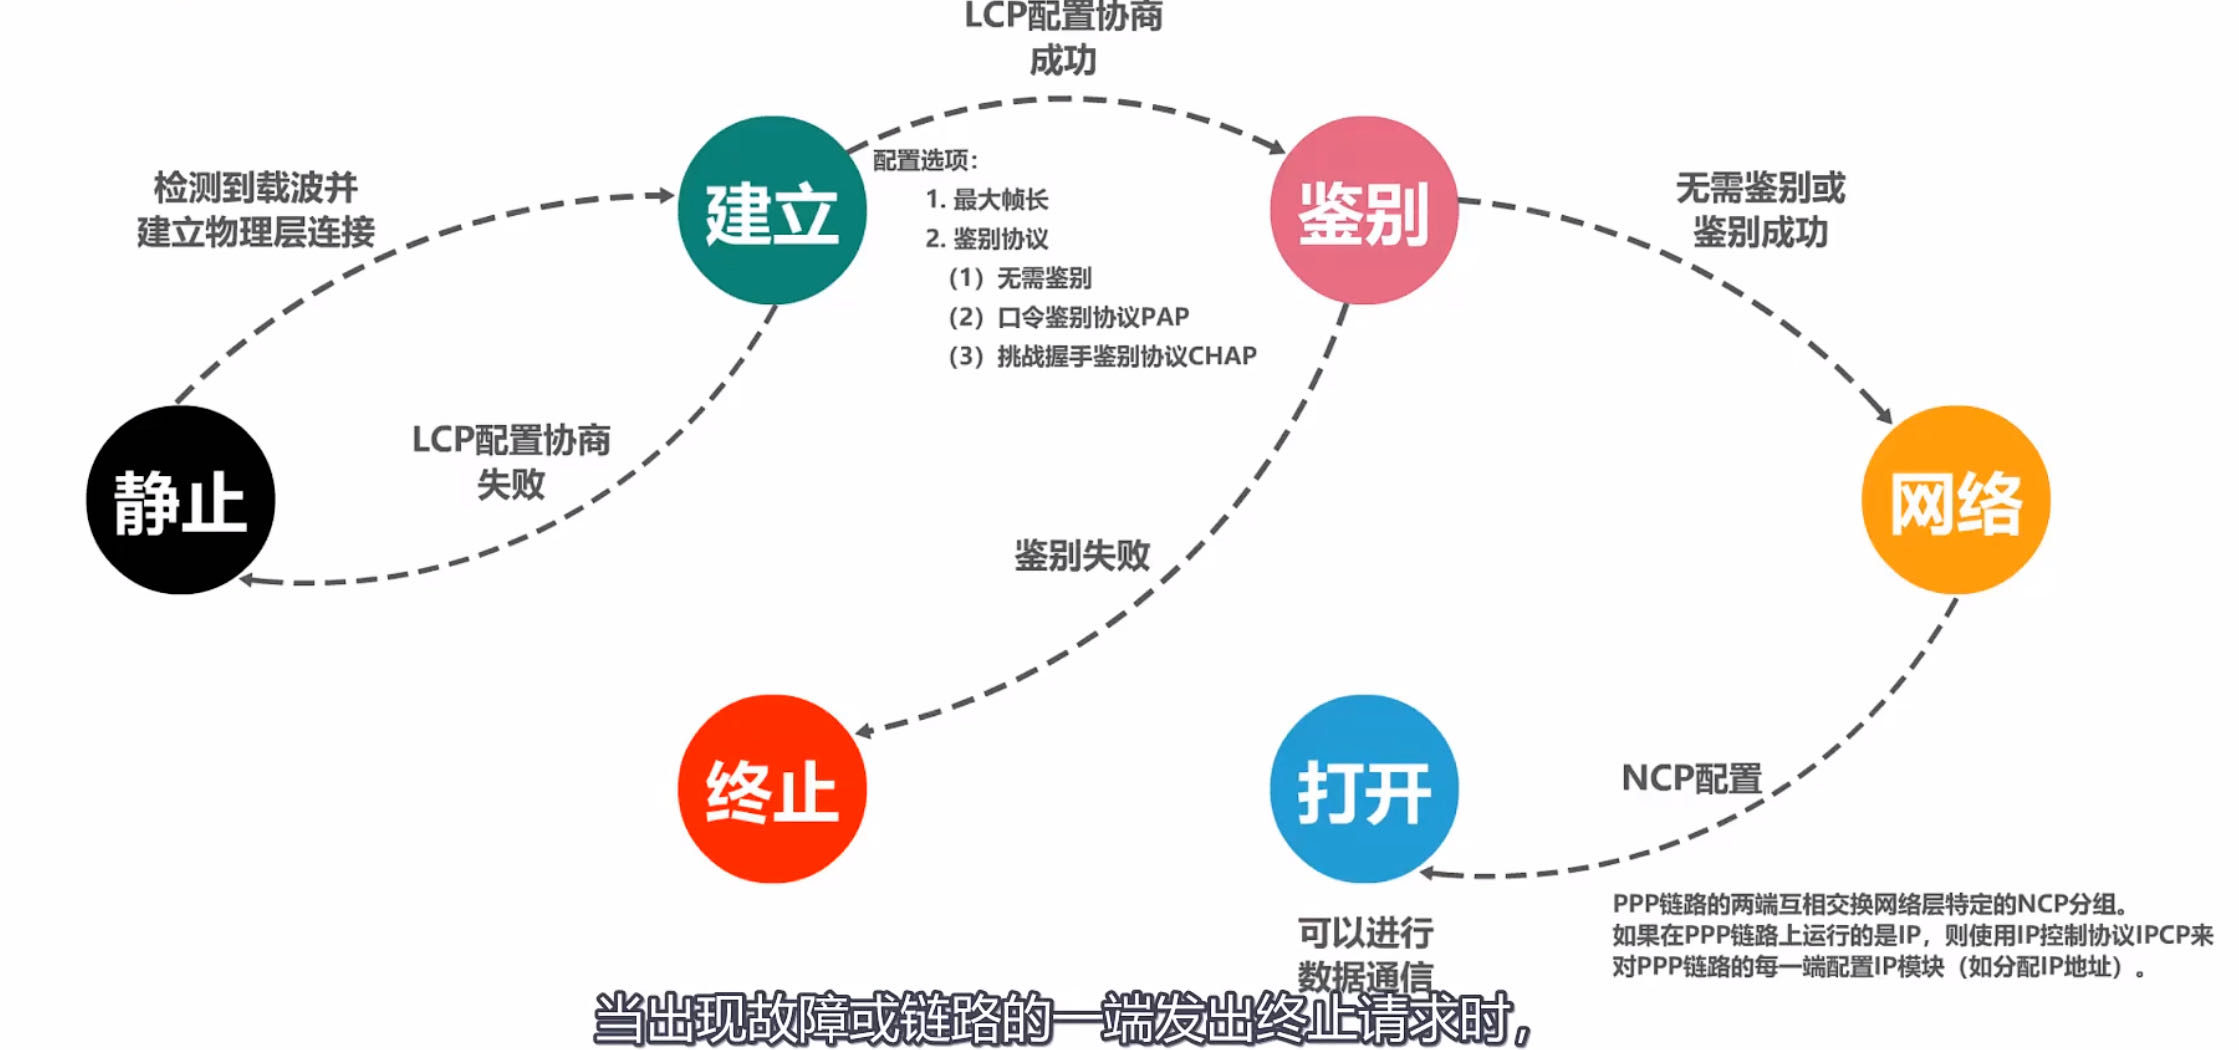 LCP配置协商
成功
检测到载波并
建立物理层连接
建立
配置选项：
1. 最大帧长
2. 鉴别协议
（1）无需鉴别
（2）口令鉴别协议PAP
（3）挑战握手鉴别协议CHAP
鉴别
无需鉴别或
鉴别成功
静止
LCP配置协商
失败
鉴别失败
网络
终止
打开
NCP配置
可以进行
数据通信
PPP链路的两端互相交换网络层特定的NCP分组。
如果在PPP链路上运行的是IP，则使用IP控制协议IPCP来
对PPP链路的每一端配置IP模块（如分配IP地址）。
当出现故障或链路的一端发出终止请求时，